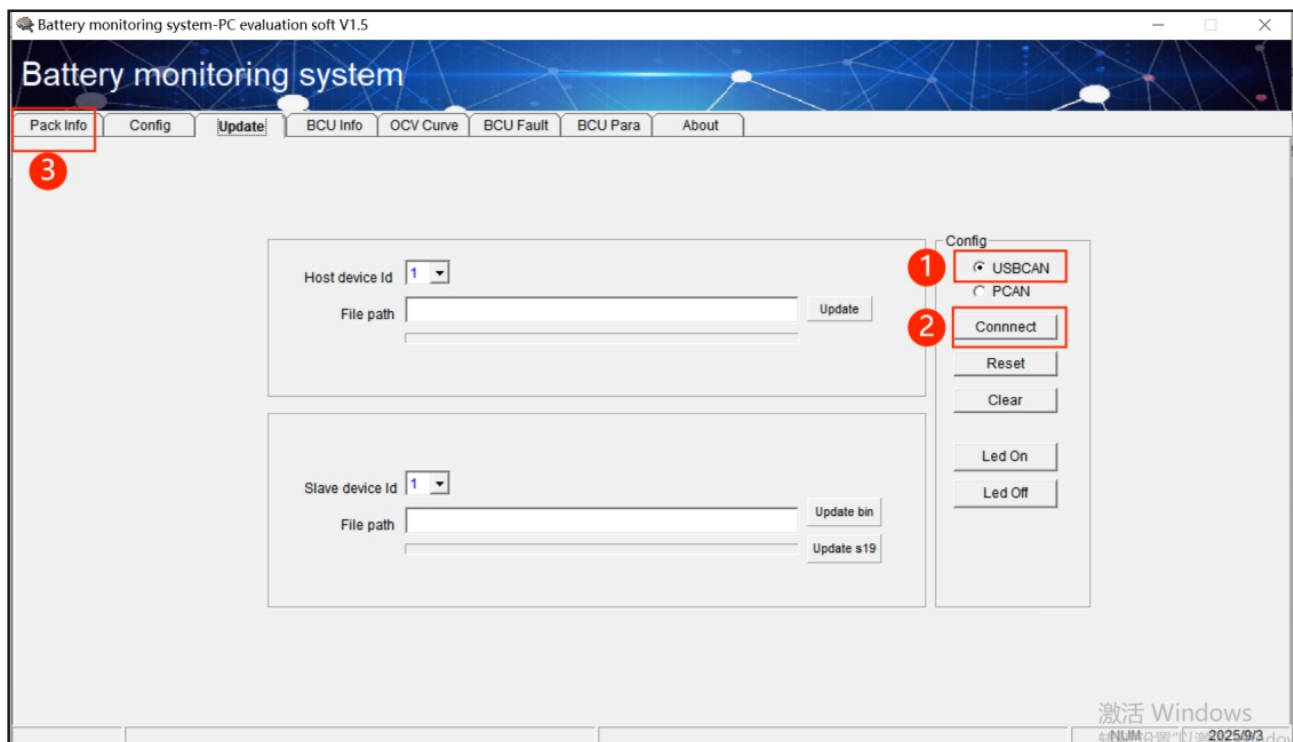 Battery monitoring system-PC evaluation soft V1.5
Battery monitoring system
Pack Info Config Update BCU Info OCV Curve BCU Fault BCU Para About
3
Config
1
USBCAN
PCAN
Host device Id 1
File path Update
2
Connnect
Reset
Clear
Led On
Led Off
Slave device Id 1
File path Update bin
Update s19
激活 Windows
NUM 2025/9/3